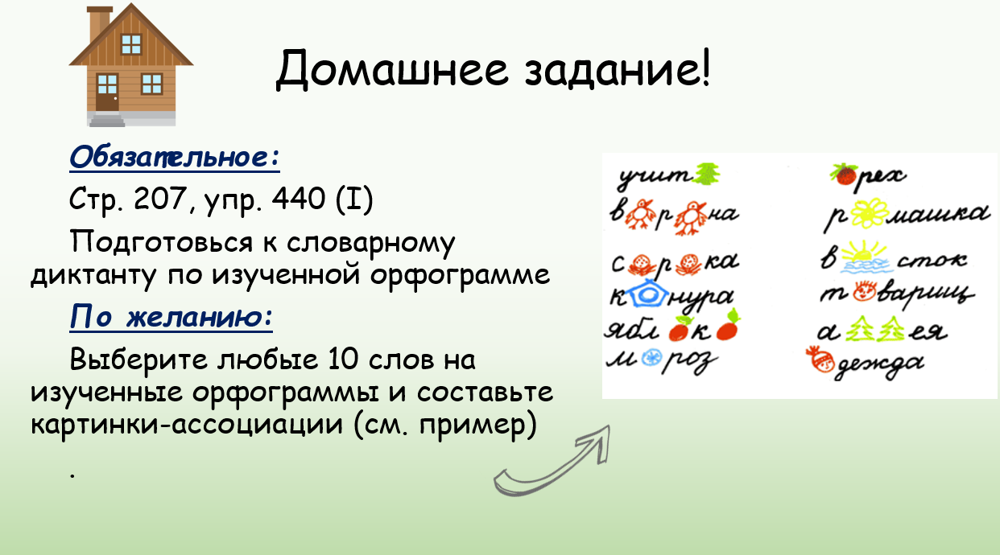 Домашнее задание!
Обязательное:
Стр. 207, упр. 440 (I)
Подготовься к словарному
диктанту по изученной орфограмме
По желанию:
Выберите любые 10 слов на
изученные орфограммы и составьте
картинки-ассоциации (см. пример)
.
учит
в р на
с р ка
к нура
ябл к
м роз
рех
р машка
в сток
т варищ
а ея
дежда